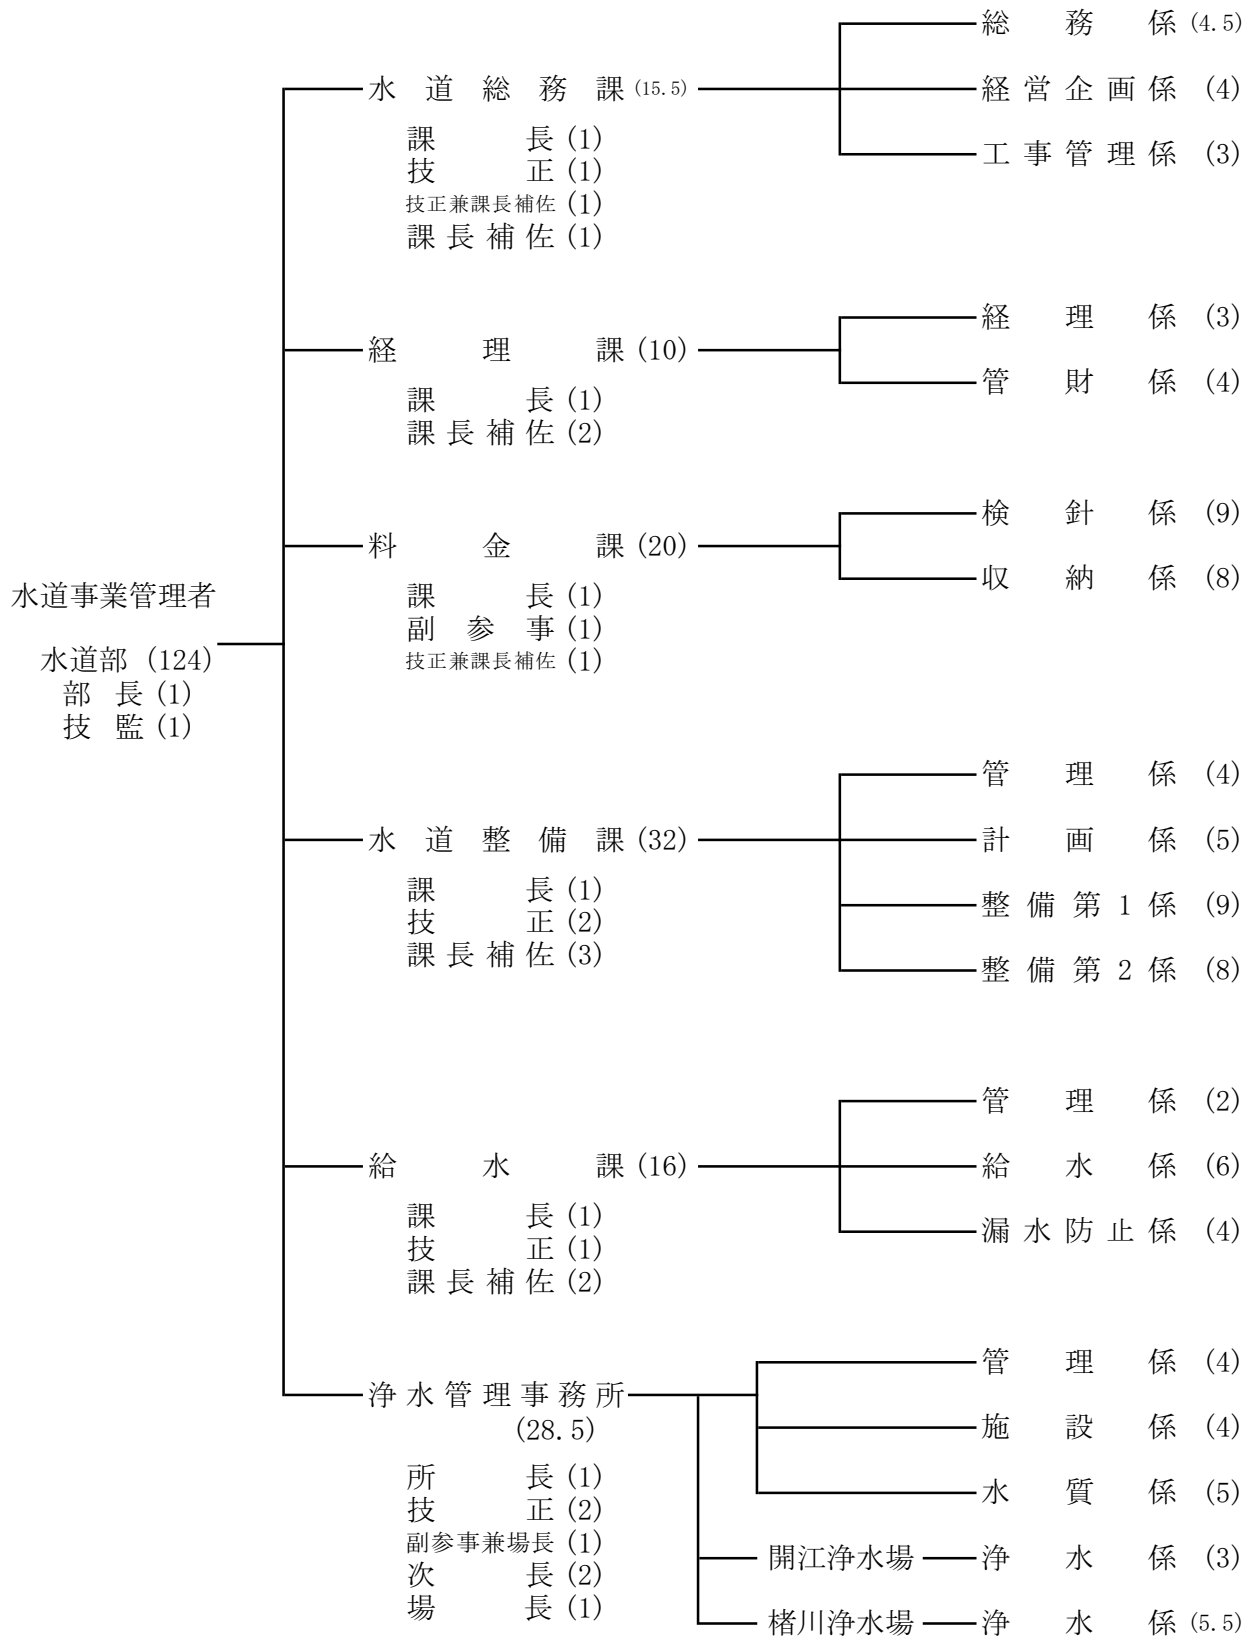 水道事業管理者
水道部 (124)
部長 (1)
技監 (1)
水道総務課 (15.5)
課長 (1)
技正 (1)
技正兼課長補佐 (1)
課長補佐 (1)
総務係 (4.5)
経営企画係 (4)
工事管理係 (3)
経理課 (10)
課長 (1)
課長補佐 (2)
経理係 (3)
管財係 (4)
料金課 (20)
課長 (1)
副参事 (1)
技正兼課長補佐 (1)
検針係 (9)
収納係 (8)
水道整備課 (32)
課長 (1)
技正 (2)
課長補佐 (3)
管理係 (4)
計画係 (5)
整備第1係 (9)
整備第2係 (8)
給水課 (16)
課長 (1)
技正 (1)
課長補佐 (2)
管理係 (2)
給水係 (6)
漏水防止係 (4)
浄水管理事務所
(28.5)
所長 (1)
技正 (2)
副参事兼場長 (1)
次長 (2)
場長 (1)
管理係 (4)
施設係 (4)
水質係 (5)
開江浄水場 浄水係 (3)
楮川浄水場 浄水係 (5.5)